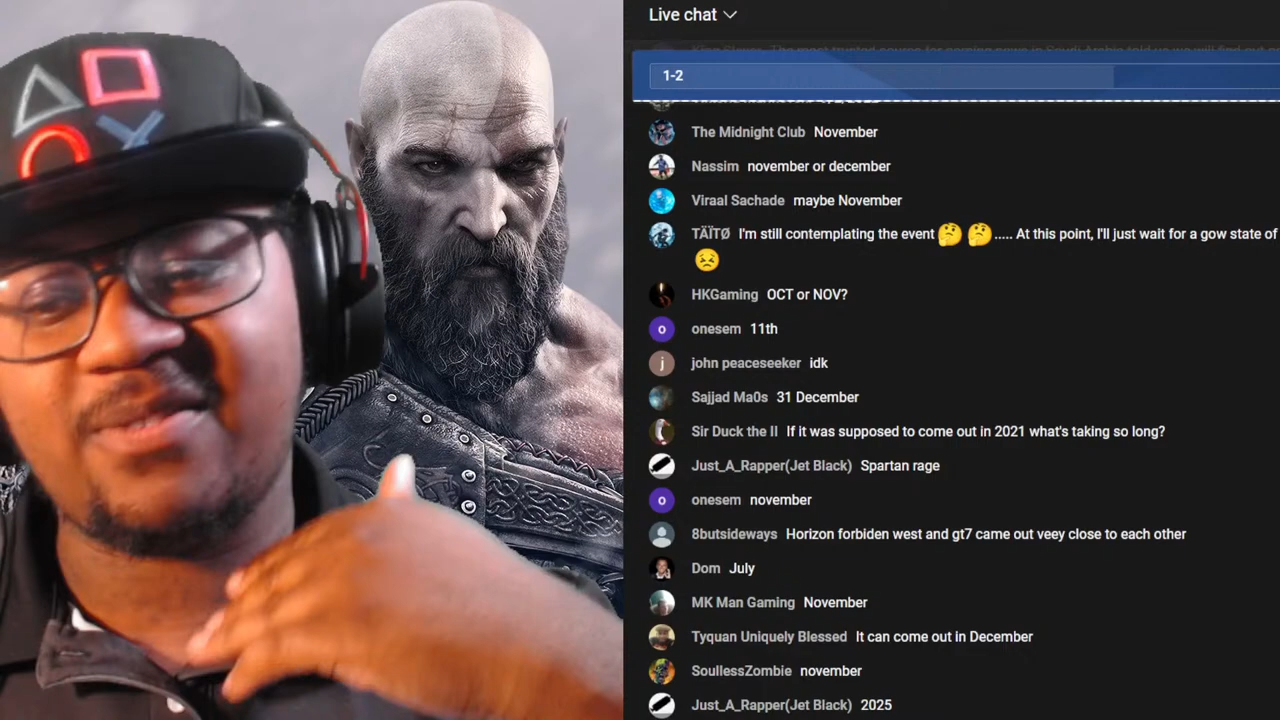 Live chat
1-2
The Midnight Club November
Nassim november or december
Viraal Sachade maybe November
TÄÏTØ I'm still contemplating the event 🤔 🤔..... At this point, I'll just wait for a gow state of
😣
HKGaming OCT or NOV?
o onesem 11th
j john peaceseeker idk
Sajjad Ma0s 31 December
Sir Duck the II If it was supposed to come out in 2021 what's taking so long?
Just_A_Rapper(Jet Black) Spartan rage
o onesem november
8butsideways Horizon forbiden west and gt7 came out veey close to each other
Dom July
MK Man Gaming November
Tyquan Uniquely Blessed It can come out in December
SoullessZombie november
Just_A_Rapper(Jet Black) 2025